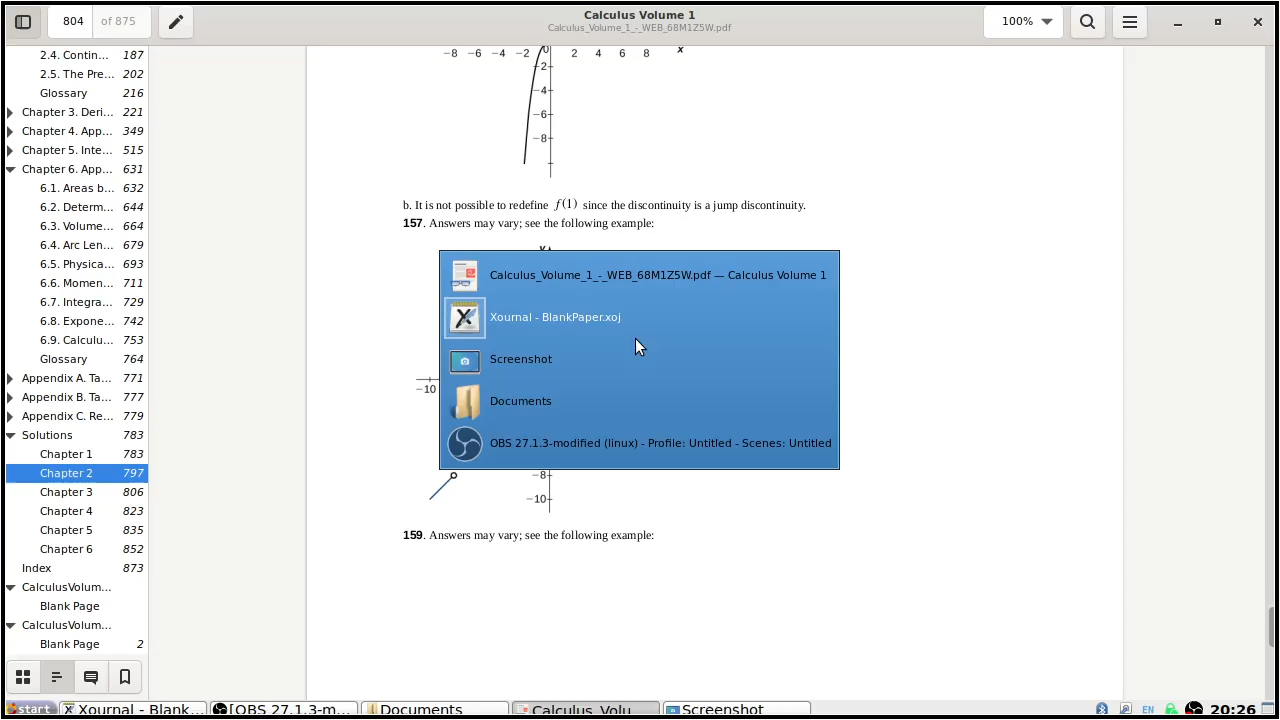 804 of 875
Calculus Volume 1
Calculus_Volume_1_-_WEB_68M1Z5W.pdf
100%
2.4. Contin... 187
2.5. The Pre... 202
Glossary 216
Chapter 3. Deri... 221
Chapter 4. App... 349
Chapter 5. Inte... 515
Chapter 6. App... 631
6.1. Areas b... 632
6.2. Determ... 644
6.3. Volume... 664
6.4. Arc Len... 679
6.5. Physica... 693
6.6. Momen... 711
6.7. Integra... 729
6.8. Expone... 742
6.9. Calculu... 753
Glossary 764
Appendix A. Ta... 771
Appendix B. Ta... 777
Appendix C. Re... 779
Solutions 783
Chapter 1 783
Chapter 2 797
Chapter 3 806
Chapter 4 823
Chapter 5 835
Chapter 6 852
Index 873
CalculusVolum...
Blank Page
CalculusVolum...
Blank Page 2
−8 −6 −4 −2 0 2 4 6 8 x
−2
−4
−6
−8
b. It is not possible to redefine f(1) since the discontinuity is a jump discontinuity.
157. Answers may vary; see the following example:
y
Calculus_Volume_1_-_WEB_68M1Z5W.pdf — Calculus Volume 1
Xournal - BlankPaper.xoj
Screenshot
Documents
OBS 27.1.3-modified (linux) - Profile: Untitled - Scenes: Untitled
−10
−8
−10
159. Answers may vary; see the following example:
start
Xournal - Blank...
[OBS 27.1.3-m...
Documents
Calculus_Volu...
Screenshot
EN
20:26